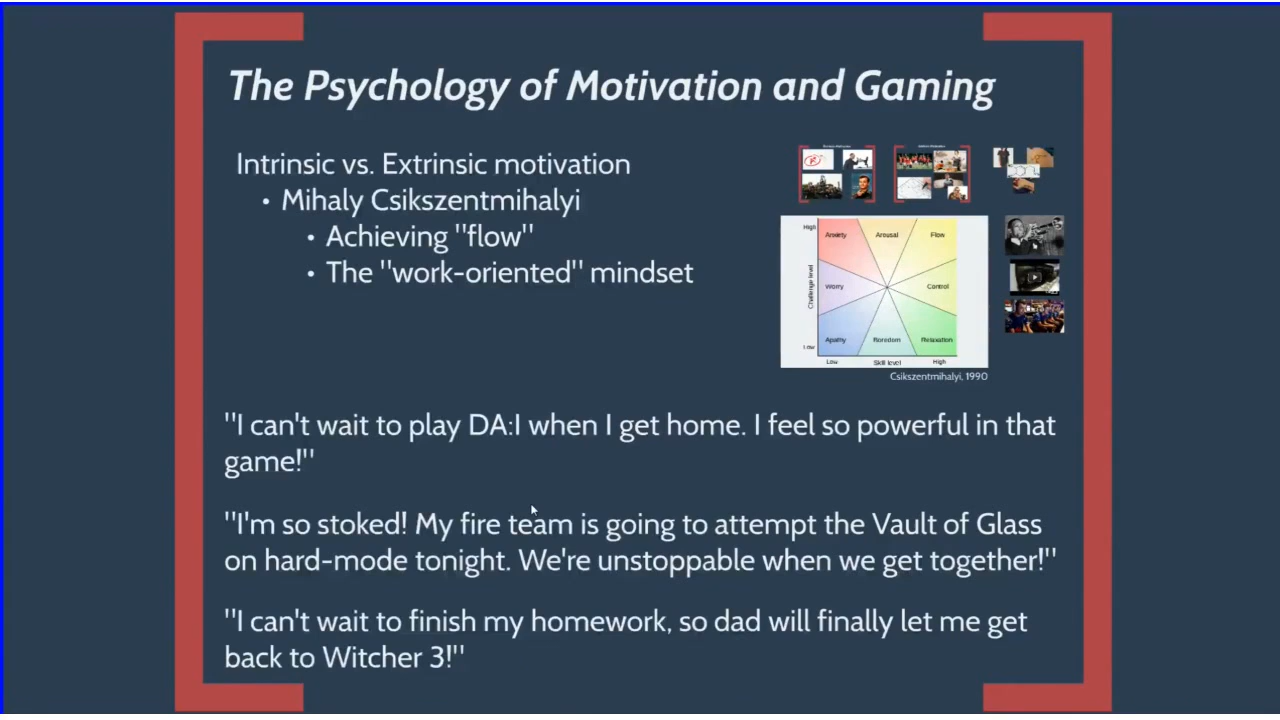 The Psychology of Motivation and Gaming
Intrinsic vs. Extrinsic motivation
• Mihaly Csikszentmihalyi
• Achieving "flow"
• The "work-oriented" mindset
High
Anxiety
Arousal
Flow
Challenge level
Worry
Control
Apathy
Boredom
Relaxation
Low
Low
Skill level
High
Csikszentmihalyi, 1990
"I can't wait to play DA:I when I get home. I feel so powerful in that
game!"
"I'm so stoked! My fire team is going to attempt the Vault of Glass
on hard-mode tonight. We're unstoppable when we get together!"
"I can't wait to finish my homework, so dad will finally let me get
back to Witcher 3!"